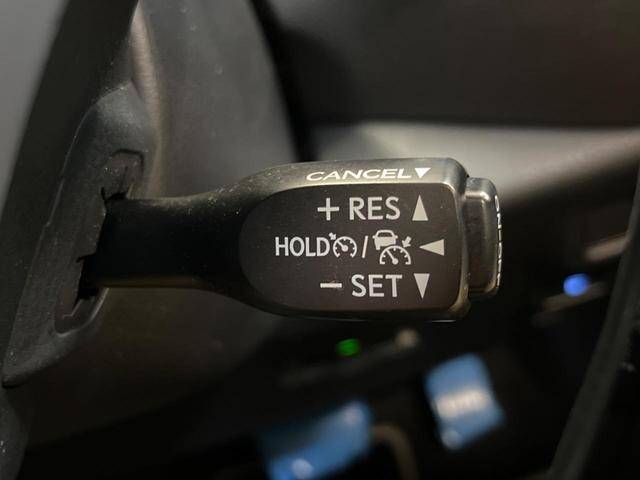 CANCEL▼
+ RES ▲
HOLD / ◀
− SET ▼